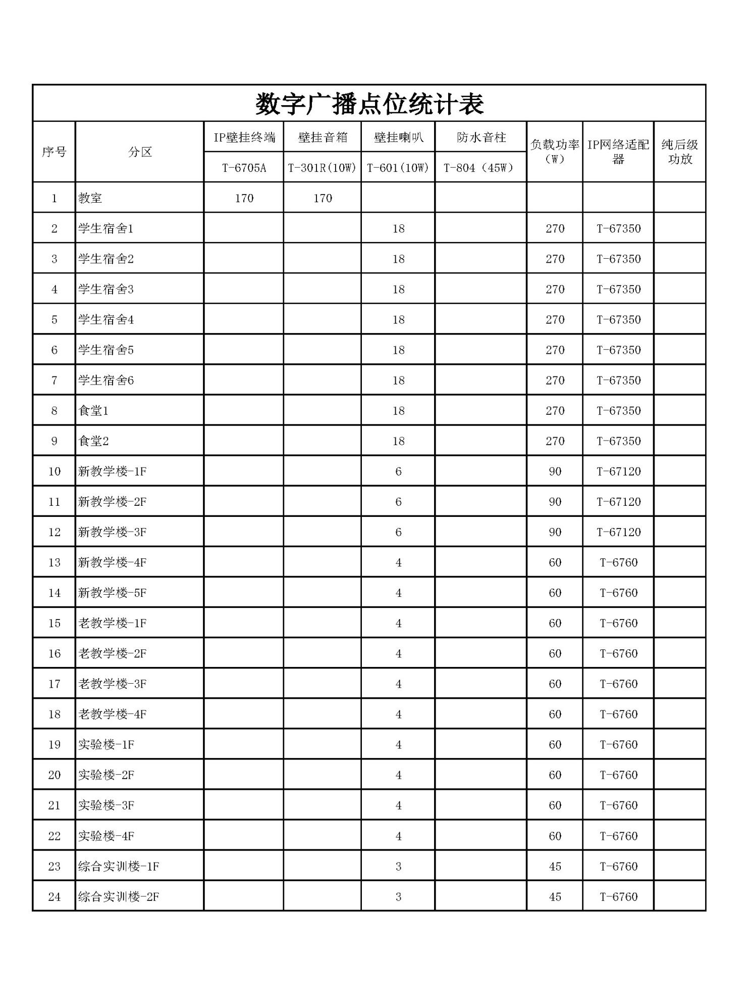 数字广播点位统计表
序号 分区 IP壁挂终端 壁挂音箱 壁挂喇叭 防水音柱 负载功率（W） IP网络适配器 纯后级功放
T-6705A T-301R(10W) T-601(10W) T-804（45W）
1 教室 170 170
2 学生宿舍1 18 270 T-67350
3 学生宿舍2 18 270 T-67350
4 学生宿舍3 18 270 T-67350
5 学生宿舍4 18 270 T-67350
6 学生宿舍5 18 270 T-67350
7 学生宿舍6 18 270 T-67350
8 食堂1 18 270 T-67350
9 食堂2 18 270 T-67350
10 新教学楼-1F 6 90 T-67120
11 新教学楼-2F 6 90 T-67120
12 新教学楼-3F 6 90 T-67120
13 新教学楼-4F 4 60 T-6760
14 新教学楼-5F 4 60 T-6760
15 老教学楼-1F 4 60 T-6760
16 老教学楼-2F 4 60 T-6760
17 老教学楼-3F 4 60 T-6760
18 老教学楼-4F 4 60 T-6760
19 实验楼-1F 4 60 T-6760
20 实验楼-2F 4 60 T-6760
21 实验楼-3F 4 60 T-6760
22 实验楼-4F 4 60 T-6760
23 综合实训楼-1F 3 45 T-6760
24 综合实训楼-2F 3 45 T-6760